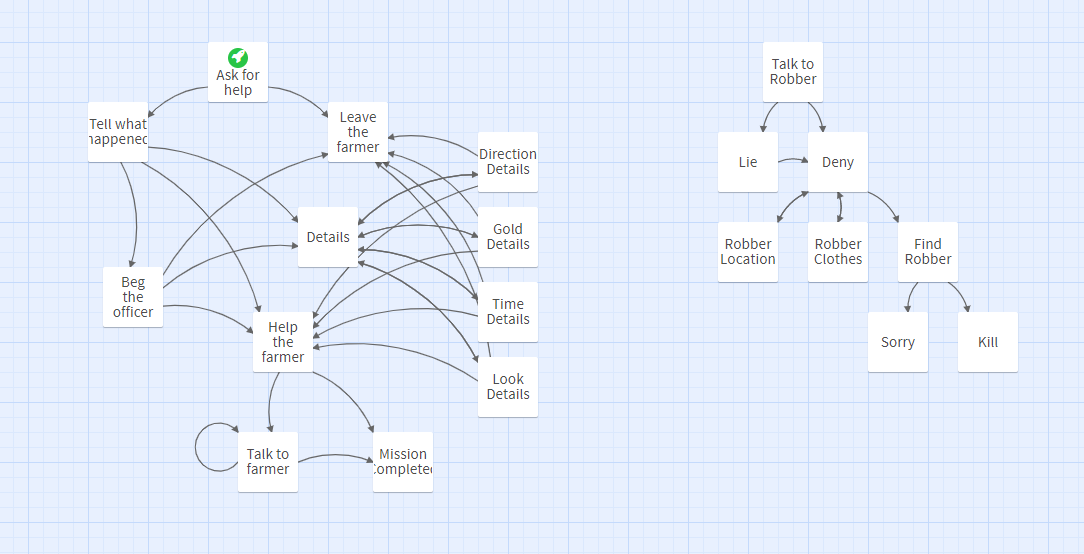 Ask for
help
Tell what
happened
Leave
the
farmer
Direction
Details
Details
Gold
Details
Beg
the
officer
Time
Details
Help
the
farmer
Look
Details
Talk to
farmer
Mission
Completed
Talk to
Robber
Lie
Deny
Robber
Location
Robber
Clothes
Find
Robber
Sorry
Kill